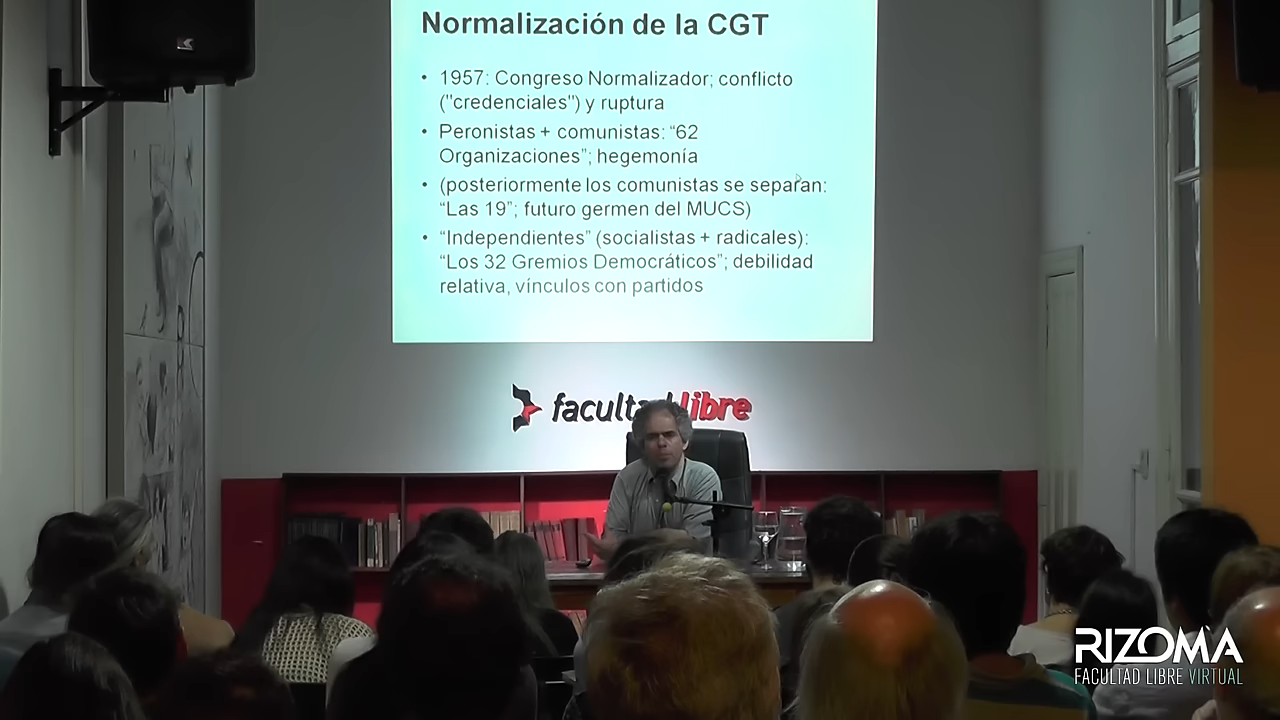 Normalización de la CGT
• 1957: Congreso Normalizador; conflicto
("credenciales") y ruptura
• Peronistas + comunistas: “62
Organizaciones”; hegemonía
• (posteriormente los comunistas se separan:
“Las 19”; futuro germen del MUCS)
• “Independientes” (socialistas + radicales):
“Los 32 Gremios Democráticos”; debilidad
relativa, vínculos con partidos
facultad libre
RIZOMA
FACULTAD LIBRE VIRTUAL